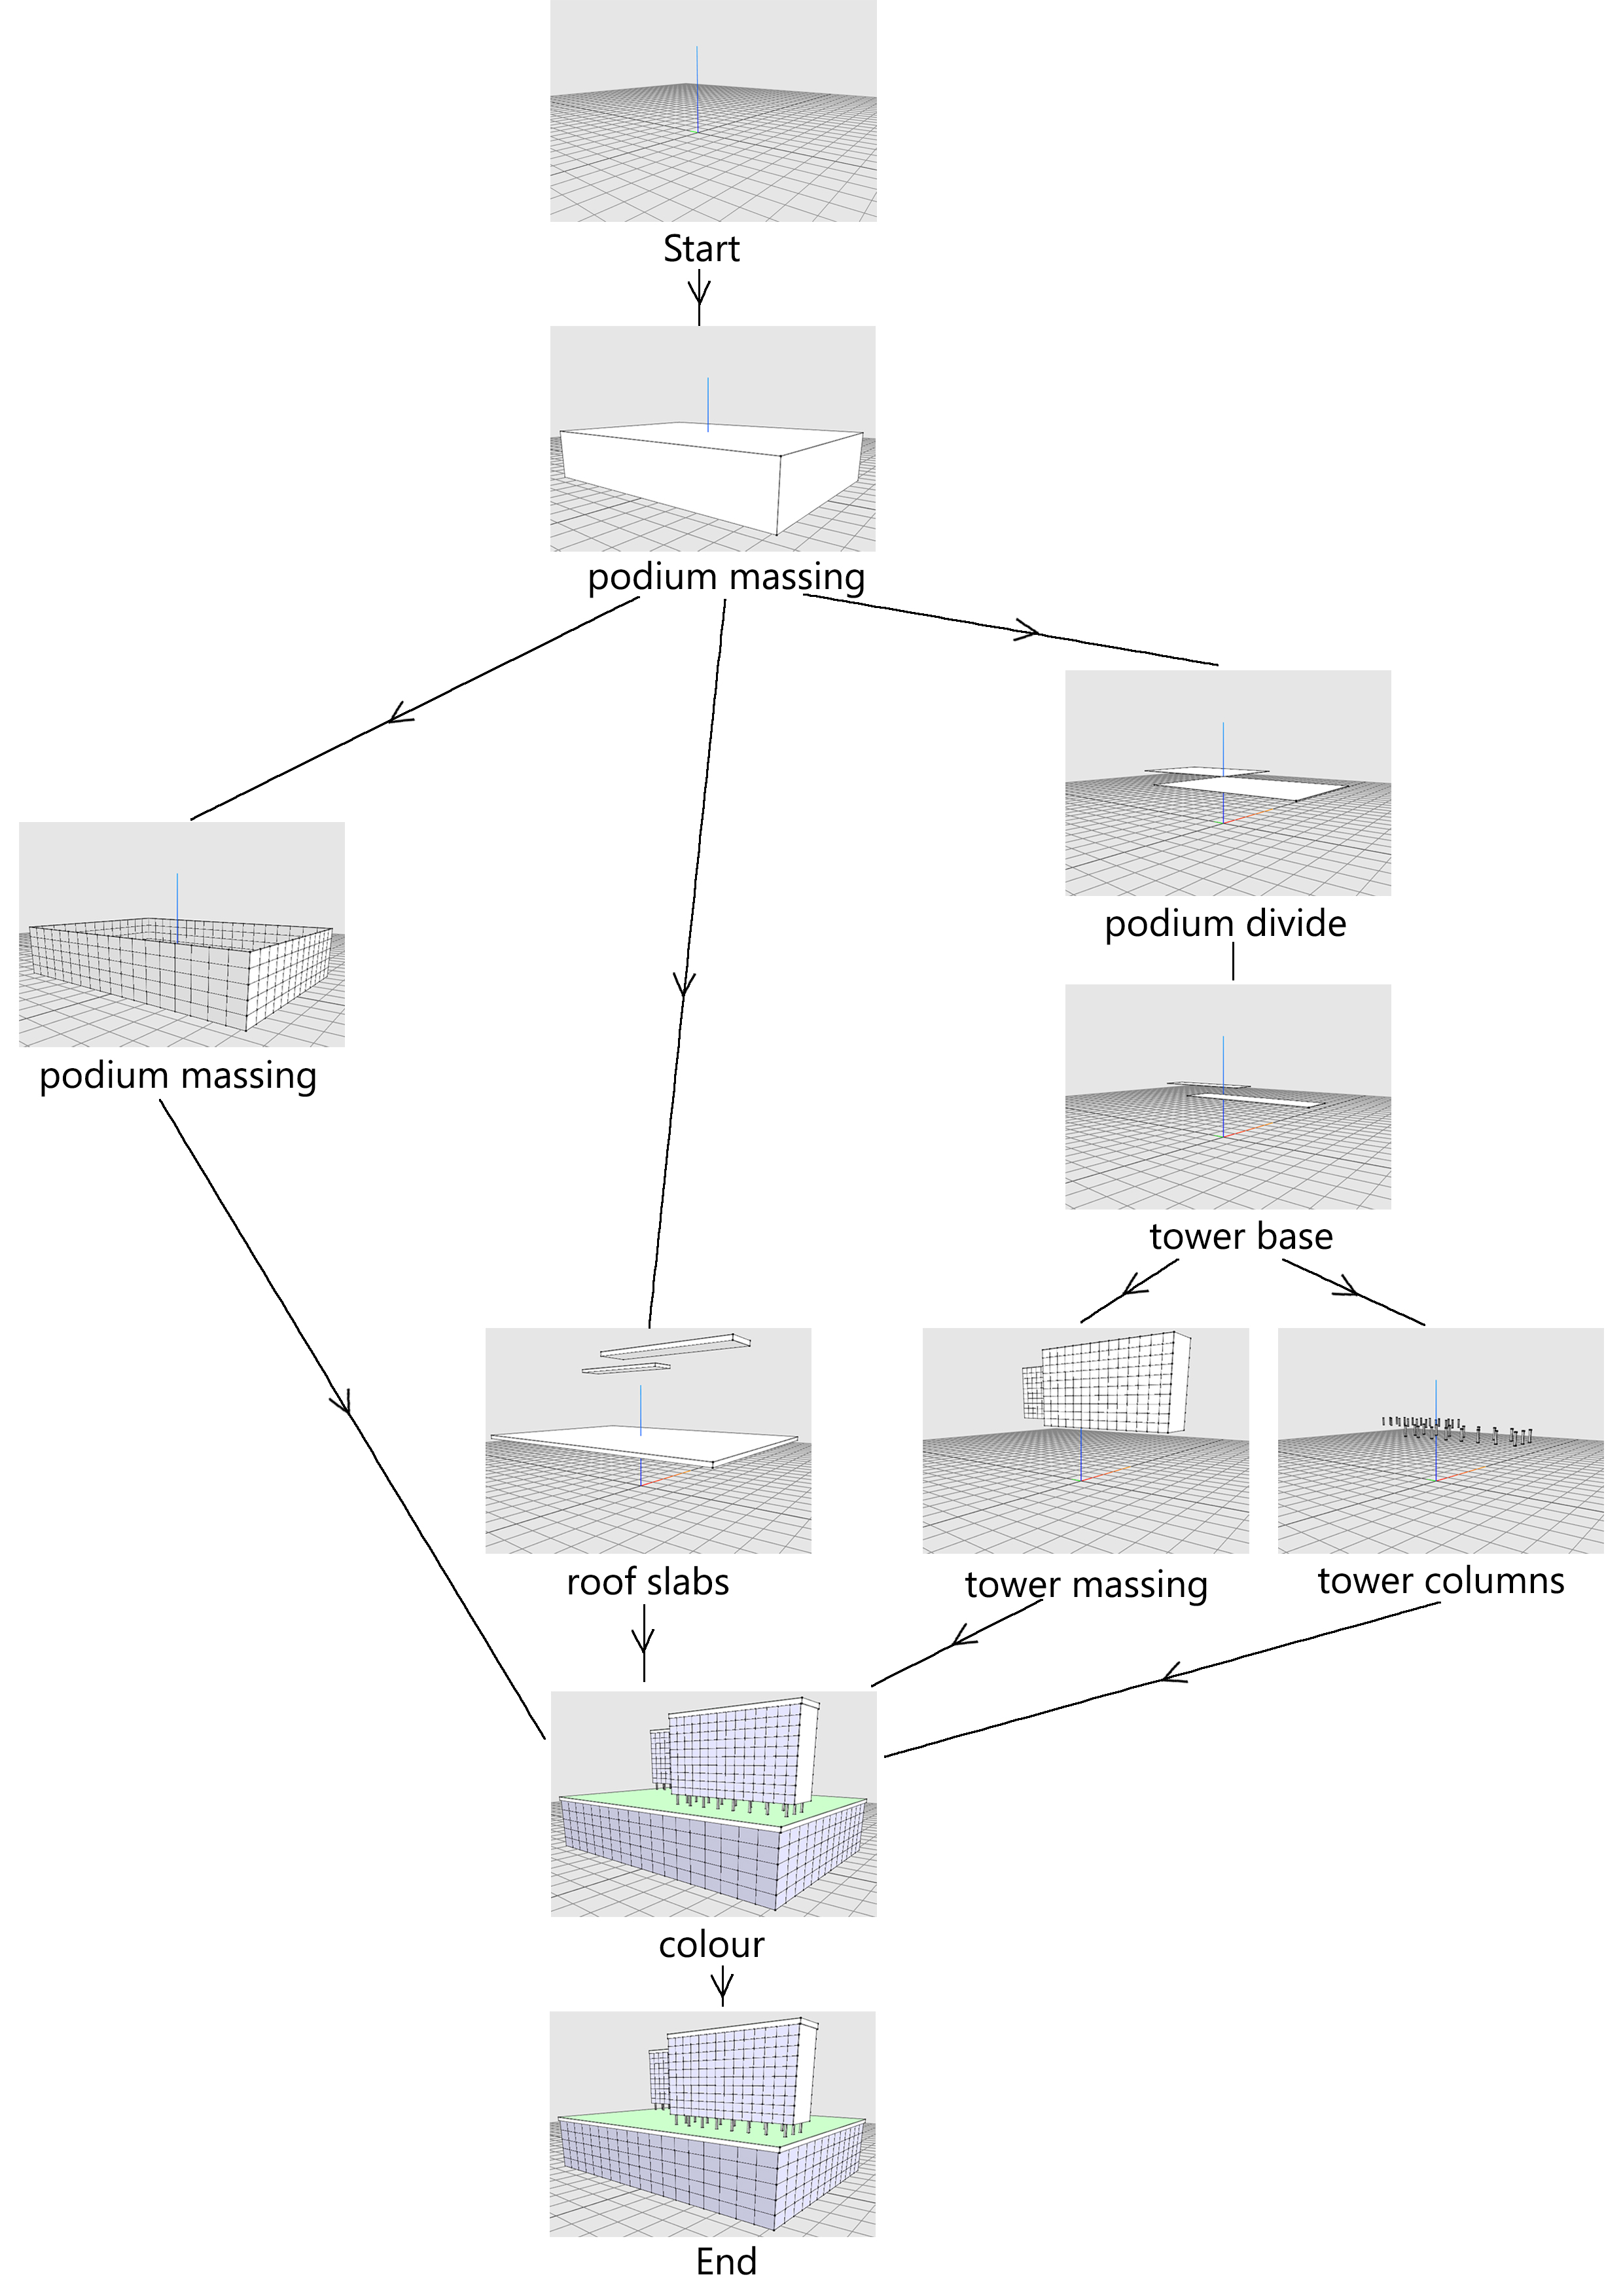 Start
podium massing
podium divide
podium massing
tower base
roof slabs
tower massing
tower columns
colour
End